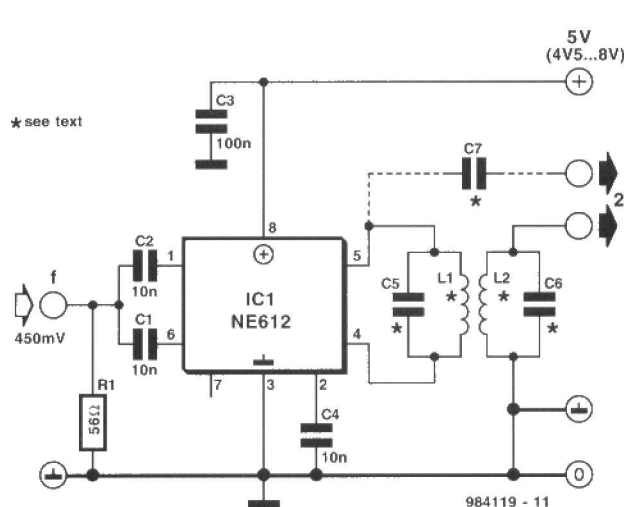 5V
(4V5...8V)
C3
100n
* see text
C7
*
2
8
C2
10n
1
5
f
IC1
NE612
C5
*
L1
*
L2
*
C6
*
450mV
C1
10n
6
4
7
3
2
R1
56Ω
C4
10n
0
984119 - 11